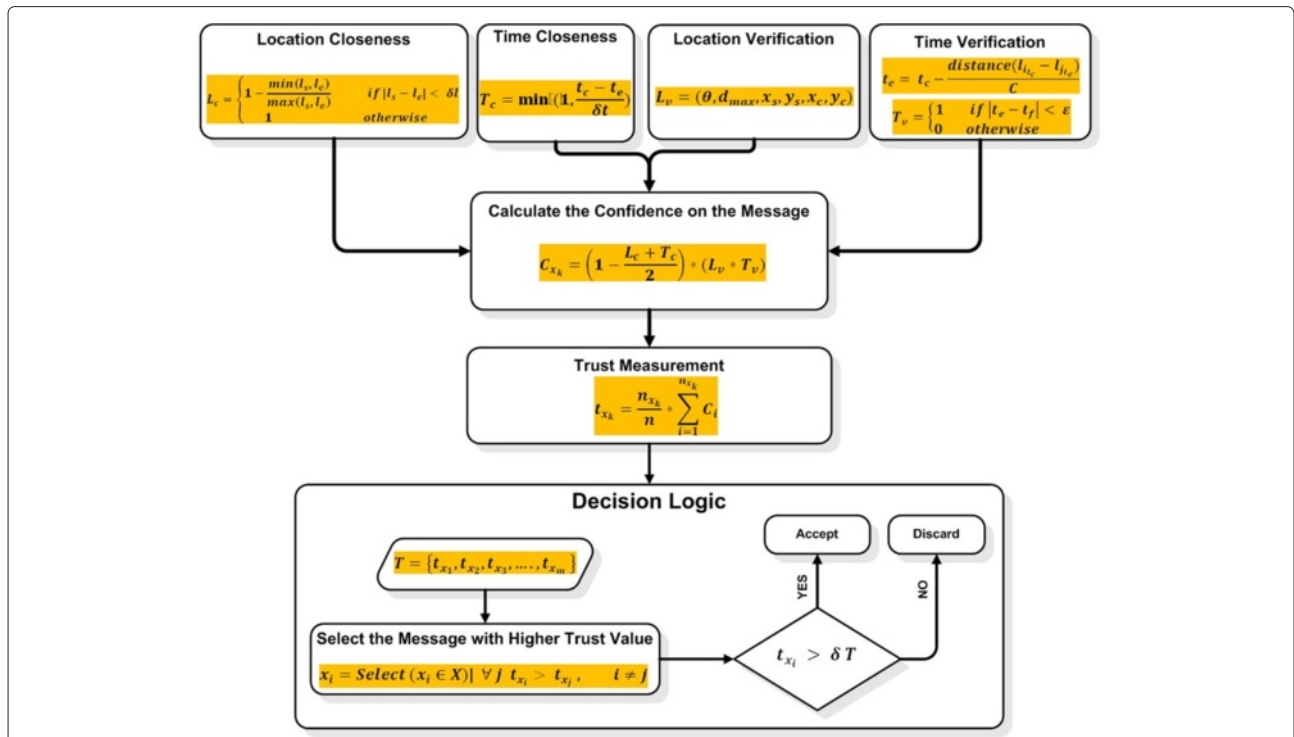 Location Closeness
L_c = { 1 − min(l_s, l_e) / max(l_s, l_e) if |l_s − l_e| < δl
1 otherwise
Time Closeness
T_c = min(1, (t_c − t_e) / δt)
Location Verification
L_v = (θ, d_max, x_s, y_s, x_c, y_c)
Time Verification
t_e = t_c − distance(l_{i_{t_c}} − l_{j_{t_e}}) / C
T_v = { 1 if |t_e − t_f| < ε
0 otherwise
Calculate the Confidence on the Message
C_{x_k} = (1 − (L_c + T_c) / 2) * (L_v * T_v)
Trust Measurement
t_{x_k} = n_{x_k} / n * ∑_{i=1}^{n_{x_k}} C_i
Decision Logic
T = {t_{x_1}, t_{x_2}, t_{x_3}, ...., t_{x_m}}
Select the Message with Higher Trust Value
x_i = Select (x_i ∈ X)| ∀ j t_{x_i} > t_{x_j} , i ≠ j
t_{x_i} > δ T
YES
Accept
NO
Discard